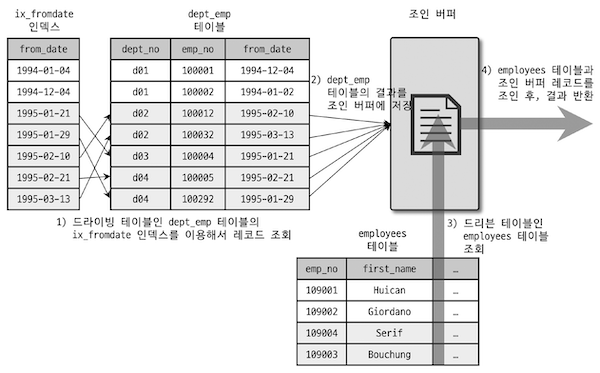 ix_fromdate
인덱스
from_date
1994-01-04
1994-12-04
1995-01-21
1995-01-29
1995-02-10
1995-02-21
1995-03-13
dept_emp
테이블
dept_no emp_no from_date
d01 100001 1994-12-04
d01 100002 1994-01-02
d02 100012 1995-02-10
d02 100032 1995-03-13
d03 100004 1995-01-21
d04 100005 1995-02-21
d04 100292 1995-01-29
1) 드라이빙 테이블인 dept_emp 테이블의
ix_fromdate 인덱스를 이용해서 레코드 조회
2) dept_emp
테이블의 결과를
조인 버퍼에 저장
조인 버퍼
4) employees 테이블과
조인 버퍼 레코드를
조인 후, 결과 반환
3) 드리븐 테이블인
employees 테이블
조회
employees
테이블
emp_no first_name …
109001 Huican …
109002 Giordano …
109004 Serif …
109003 Bouchung …